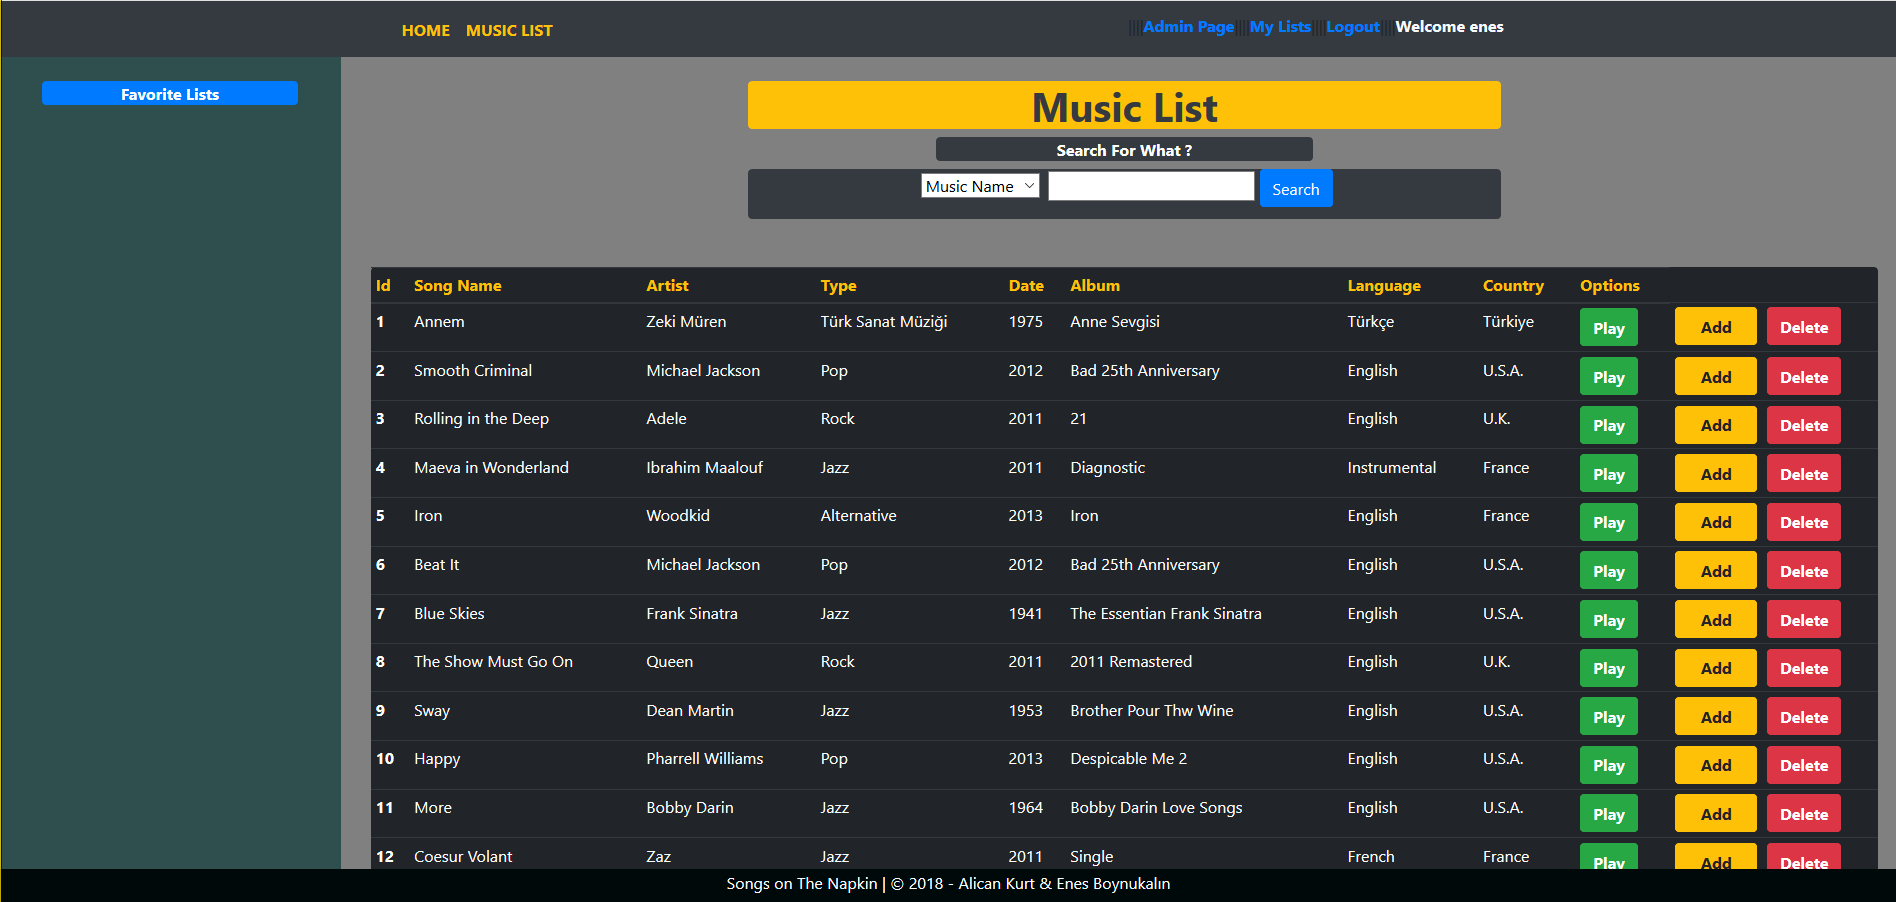 HOME MUSIC LIST ||||Admin Page||||My Lists||||Logout||||Welcome enes
Favorite Lists
Music List
Search For What ?
Music Name Search
Id Song Name Artist Type Date Album Language Country Options
1 Annem Zeki Müren Türk Sanat Müziği 1975 Anne Sevgisi Türkçe Türkiye Play Add Delete
2 Smooth Criminal Michael Jackson Pop 2012 Bad 25th Anniversary English U.S.A. Play Add Delete
3 Rolling in the Deep Adele Rock 2011 21 English U.K. Play Add Delete
4 Maeva in Wonderland Ibrahim Maalouf Jazz 2011 Diagnostic Instrumental France Play Add Delete
5 Iron Woodkid Alternative 2013 Iron English France Play Add Delete
6 Beat It Michael Jackson Pop 2012 Bad 25th Anniversary English U.S.A. Play Add Delete
7 Blue Skies Frank Sinatra Jazz 1941 The Essentian Frank Sinatra English U.S.A. Play Add Delete
8 The Show Must Go On Queen Rock 2011 2011 Remastered English U.K. Play Add Delete
9 Sway Dean Martin Jazz 1953 Brother Pour Thw Wine English U.S.A. Play Add Delete
10 Happy Pharrell Williams Pop 2013 Despicable Me 2 English U.S.A. Play Add Delete
11 More Bobby Darin Jazz 1964 Bobby Darin Love Songs English U.S.A. Play Add Delete
12 Coesur Volant Zaz Jazz 2011 Single French France Play Add Delete
Songs on The Napkin | © 2018 - Alican Kurt & Enes Boynukalın